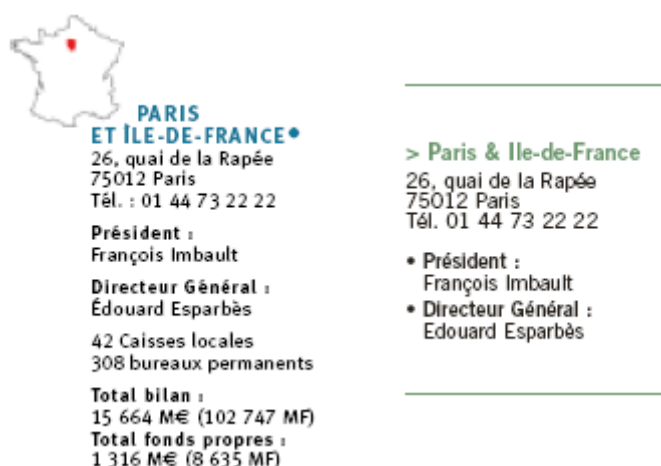 PARIS
ET ÎLE-DE-FRANCE•
26, quai de la Rapée
75012 Paris
Tél. : 01 44 73 22 22
Président :
François Imbault
Directeur Général :
Édouard Esparbès
42 Caisses locales
308 bureaux permanents
Total bilan :
15 664 M€ (102 747 MF)
Total fonds propres :
1 316 M€ (8 635 MF)
> Paris & Ile-de-France
26, quai de la Rapée
75012 Paris
Tél. 01 44 73 22 22
• Président :
François Imbault
• Directeur Général :
Edouard Esparbès